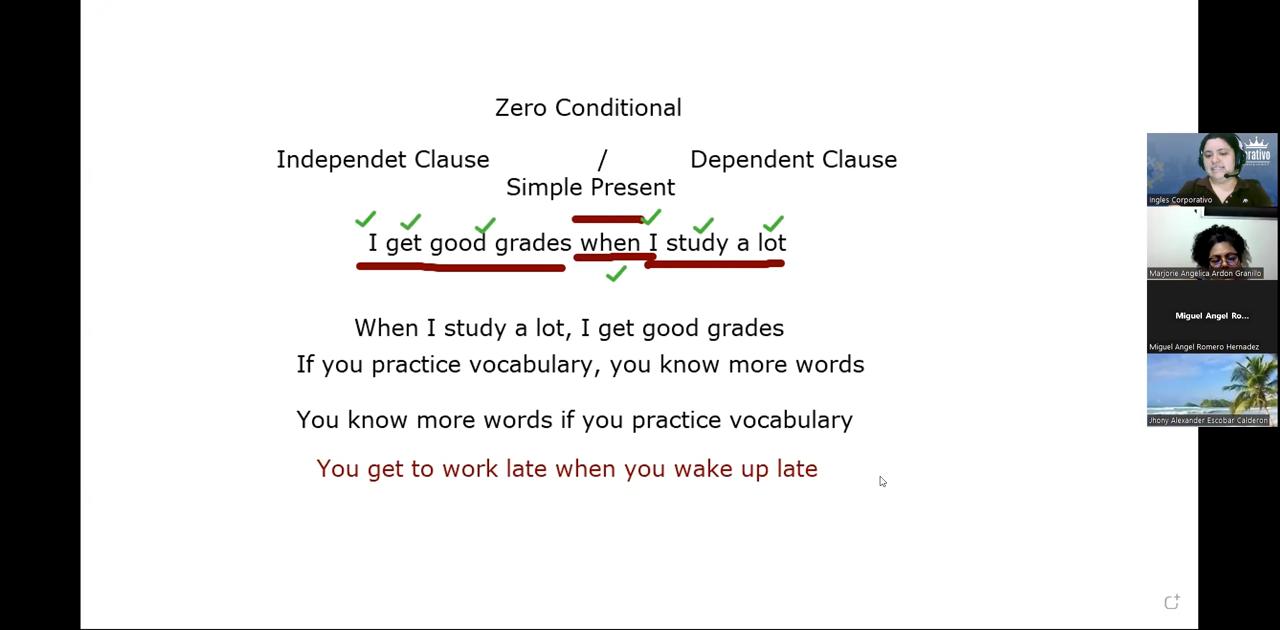 Zero Conditional
Independet Clause / Dependent Clause
Simple Present
I get good grades when I study a lot
When I study a lot, I get good grades
If you practice vocabulary, you know more words
You know more words if you practice vocabulary
You get to work late when you wake up late
Ingles Corporativo
Marjorie Angelica Ardon Granillo
Miguel Angel Ro...
Miguel Angel Romero Hernadez
Jhony Alexander Escobar Calderon